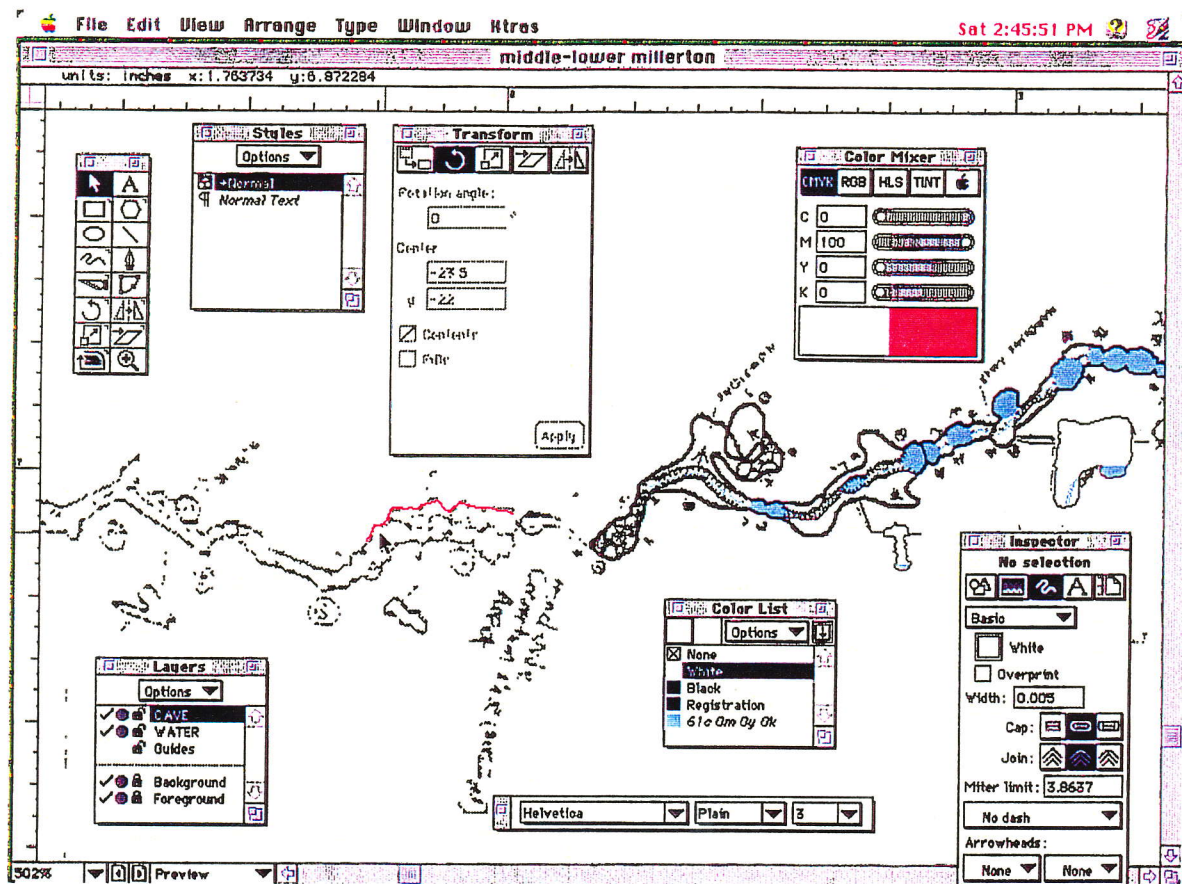 File Edit View Arrange Type Window Xtras
Sat 2:45:51 PM
middle-lower millerton
units: inches x:1.763734 y:6.872284
Styles
Options
+Normal
Normal Text
Transform
Rotation angle:
0
Center
-23.5
y -22
Contents
Fills
Apply
Color Mixer
CMYK RGB HLS TINT
C 0
M 100
Y 0
K 0
Inspector
No selection
Basic
White
Overprint
Width: 0.005
Cap:
Join:
Miter limit: 3.8637
No dash
Arrowheads:
None None
Color List
Options
None
White
Black
Registration
61c 0m 0y 0k
Layers
Options
CAVE
WATER
Guides
Background
Foreground
Helvetica Plain 3
502% Preview